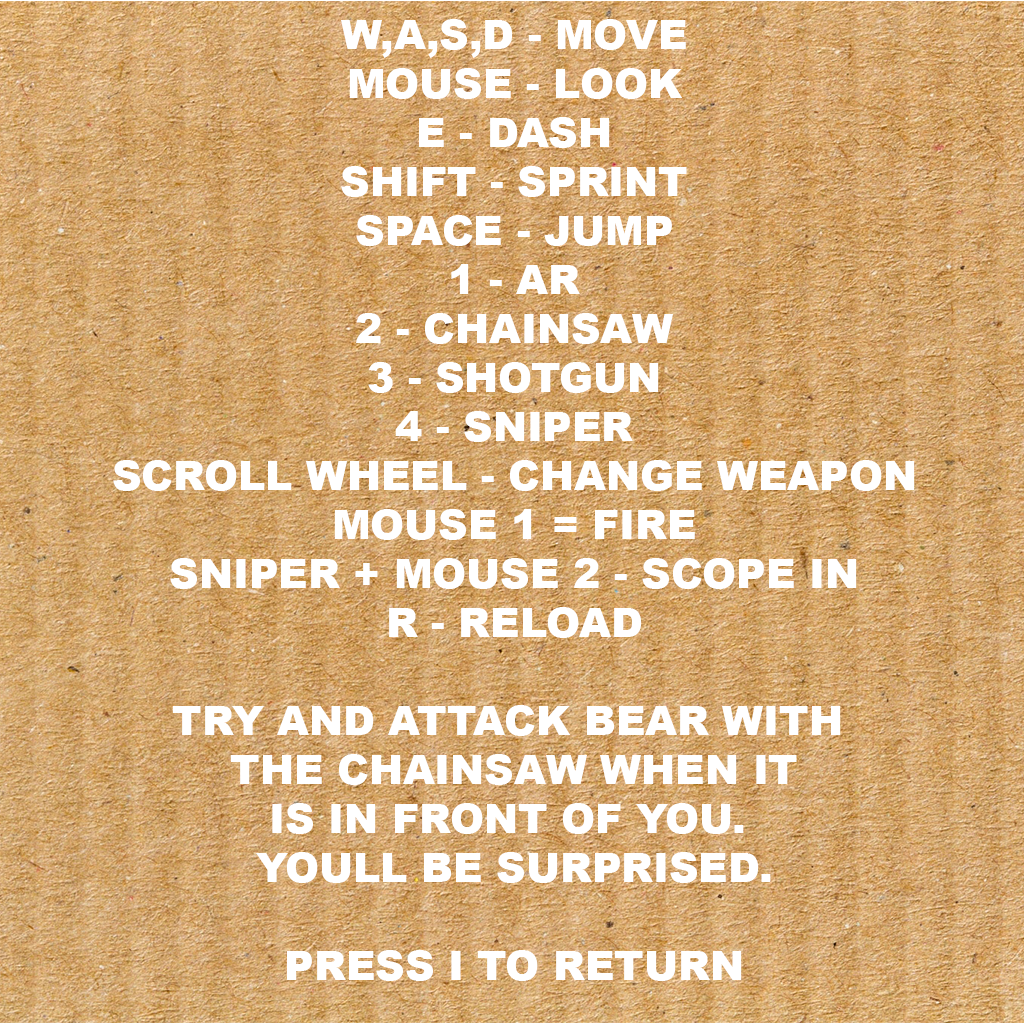 W,A,S,D - MOVE
MOUSE - LOOK
E - DASH
SHIFT - SPRINT
SPACE - JUMP
1 - AR
2 - CHAINSAW
3 - SHOTGUN
4 - SNIPER
SCROLL WHEEL - CHANGE WEAPON
MOUSE 1 = FIRE
SNIPER + MOUSE 2 - SCOPE IN
R - RELOAD
TRY AND ATTACK BEAR WITH
THE CHAINSAW WHEN IT
IS IN FRONT OF YOU.
YOULL BE SURPRISED.
PRESS I TO RETURN